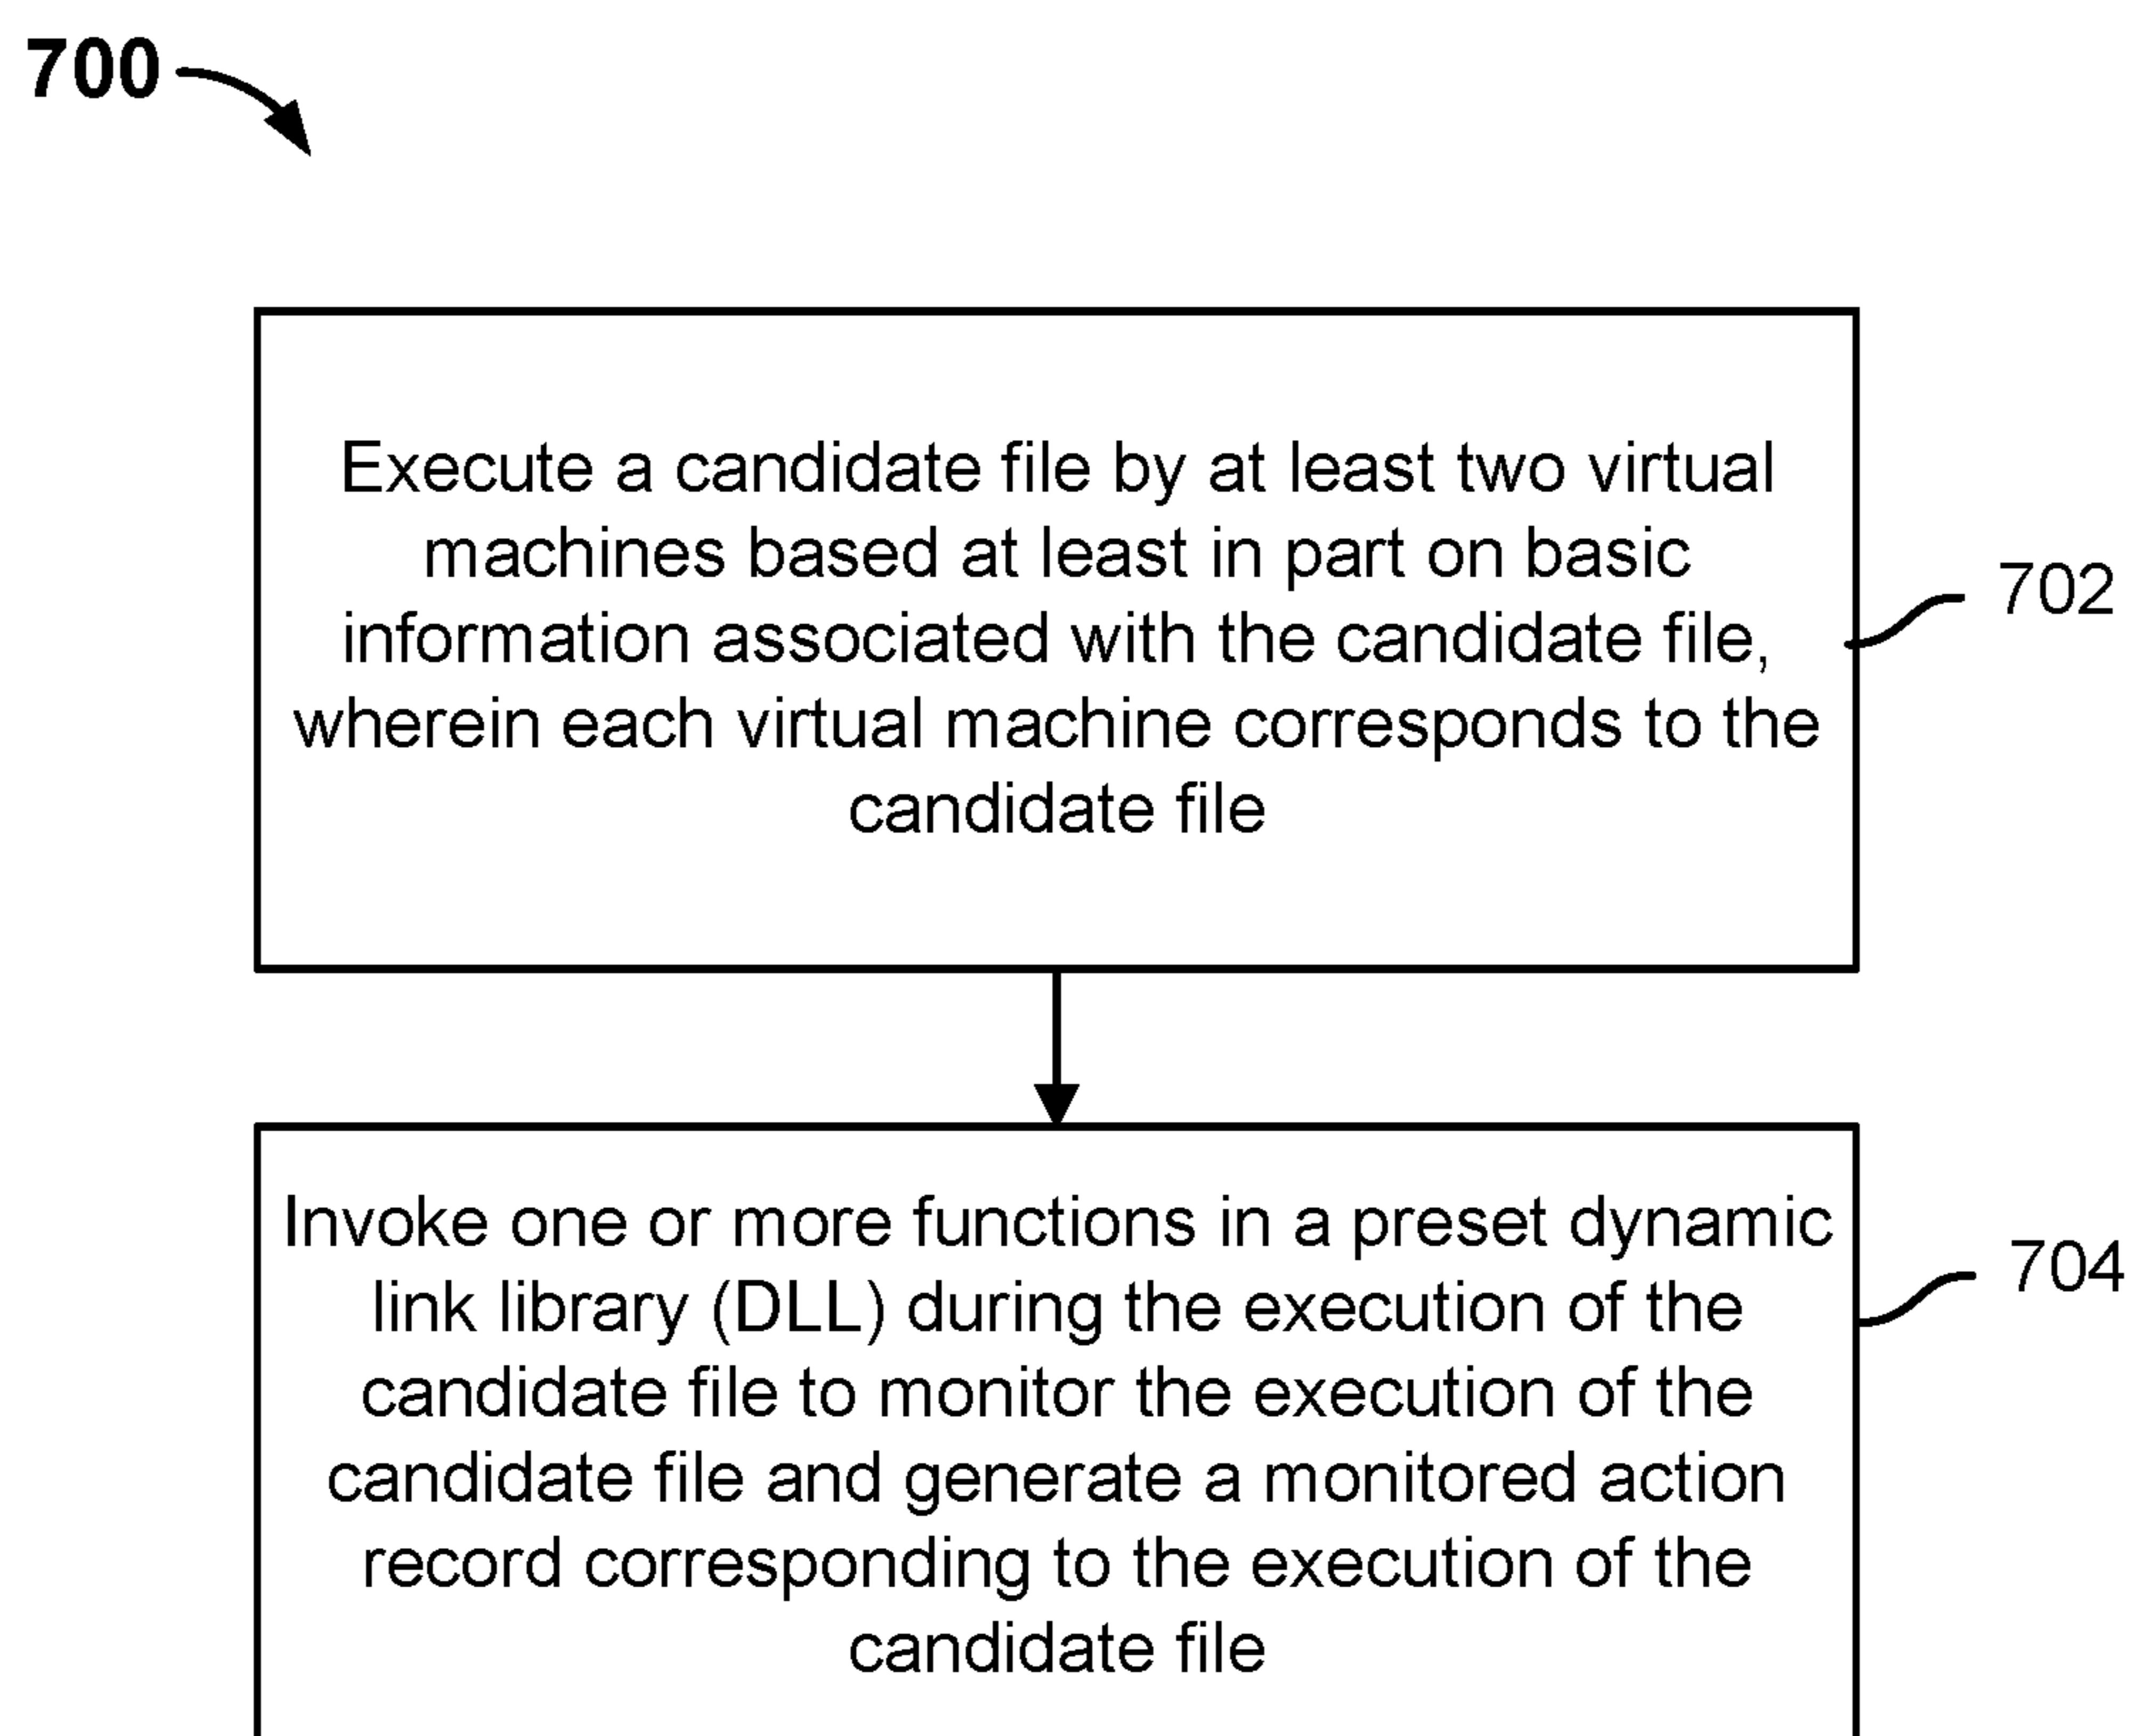 700
Execute a candidate file by at least two virtual
machines based at least in part on basic
information associated with the candidate file,
wherein each virtual machine corresponds to the
candidate file
702
Invoke one or more functions in a preset dynamic
link library (DLL) during the execution of the
candidate file to monitor the execution of the
candidate file and generate a monitored action
record corresponding to the execution of the
candidate file
704